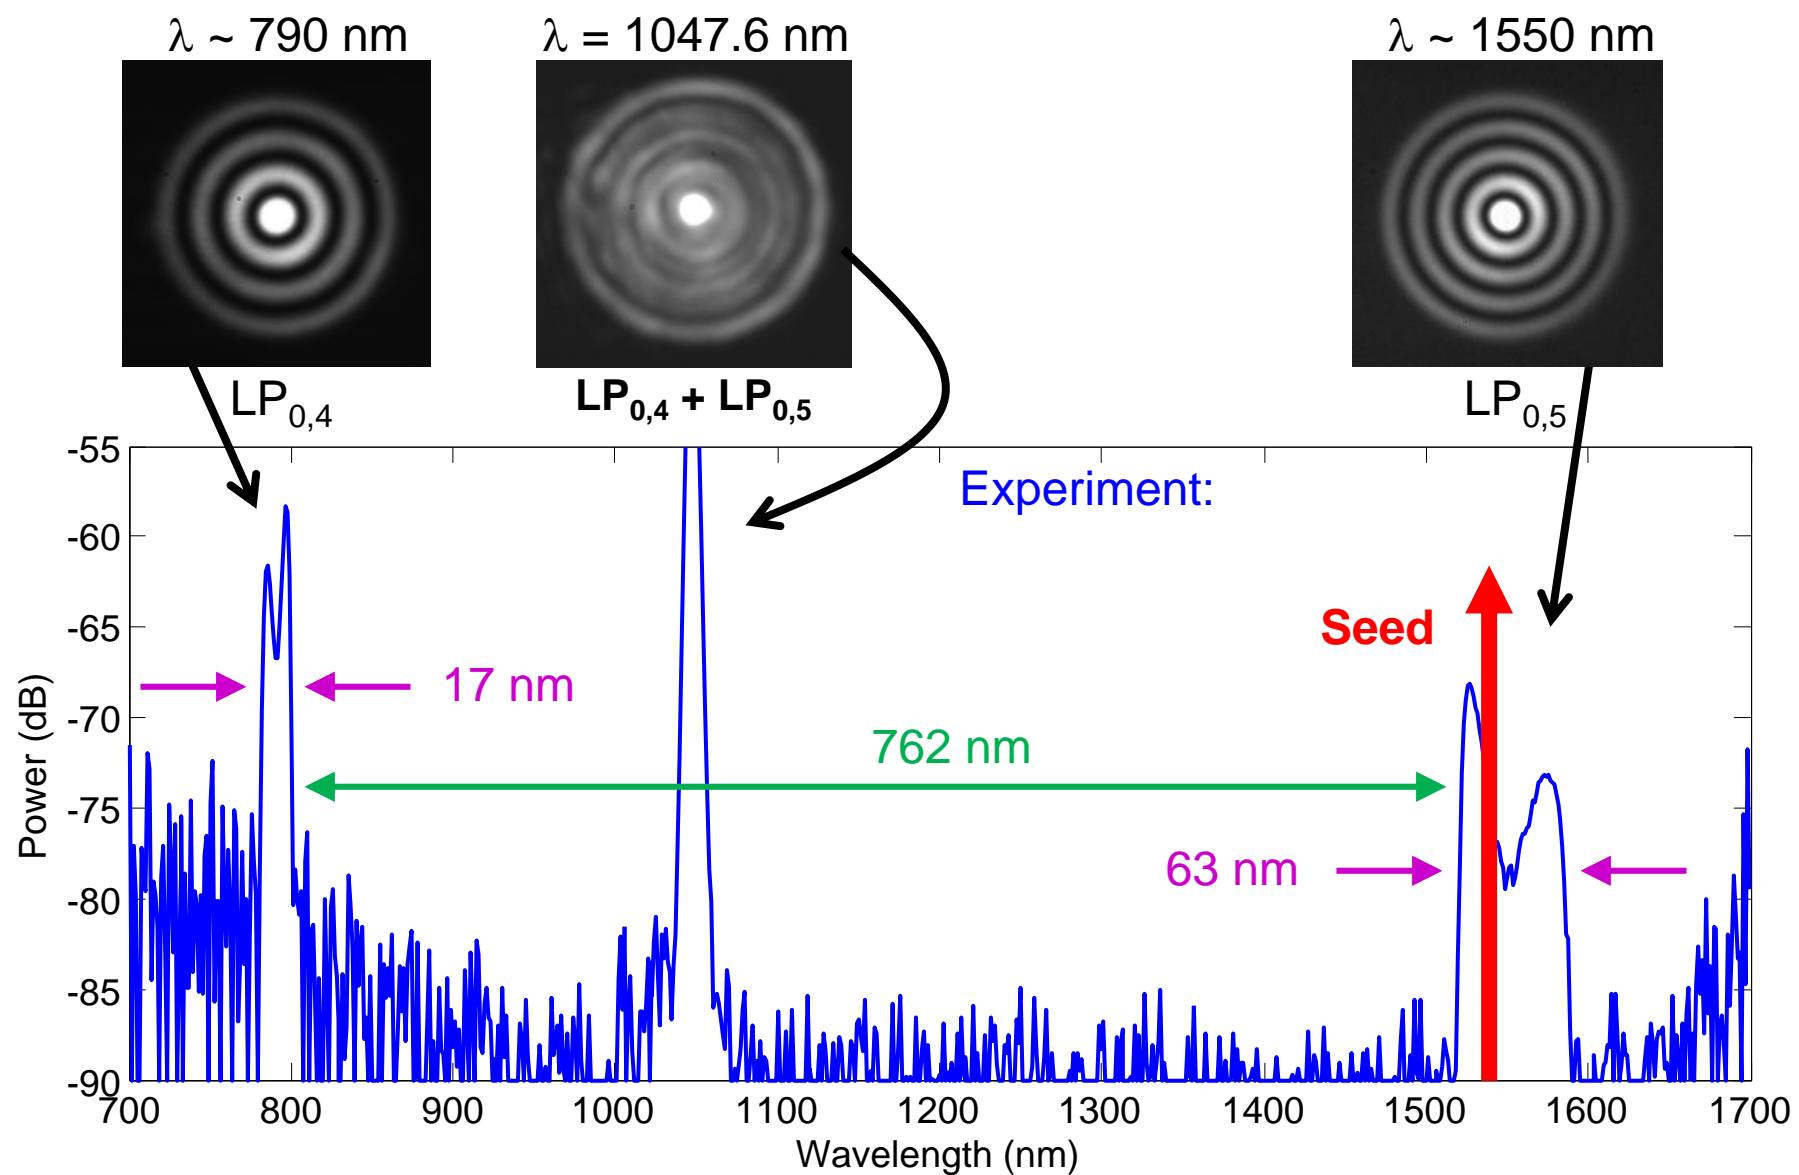 λ ~ 790 nm
λ = 1047.6 nm
λ ~ 1550 nm
LP0,4
LP0,4 + LP0,5
LP0,5
Experiment:
Seed
17 nm
762 nm
63 nm
Power (dB)
-55
-60
-65
-70
-75
-80
-85
-90
700 800 900 1000 1100 1200 1300 1400 1500 1600 1700
Wavelength (nm)